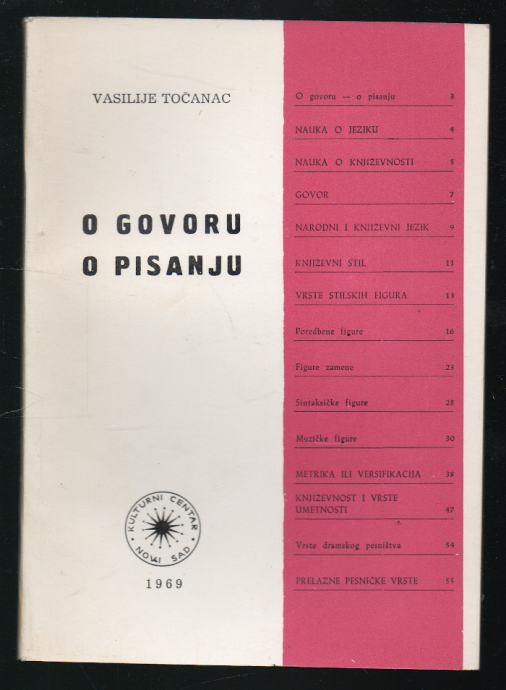 VASILIJE TOČANAC
O GOVORU
O PISANJU
KULTURNI CENTAR
NOVI SAD
1969
O govoru — o pisanju 3
NAUKA O JEZIKU 4
NAUKA O KNJIŽEVNOSTI 5
GOVOR 7
NARODNI I KNJIŽEVNI JEZIK 9
KNJIŽEVNI STIL 11
VRSTE STILSKIH FIGURA 13
Poredbene figure 16
Figure zamene 23
Sintaksičke figure 28
Muzičke figure 30
METRIKA ILI VERSIFIKACIJA 38
KNJIŽEVNOST I VRSTE
UMETNOSTI 47
Vrste dramskog pesništva 54
PRELAZNE PESNIČKE VRSTE 55